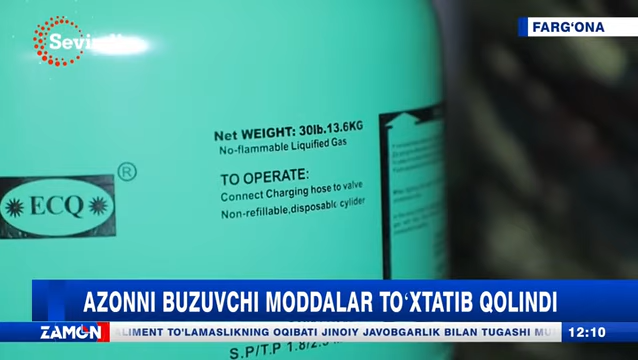 Sevimli
FARG‘ONA
Net WEIGHT: 30lb.13.6KG
No-flammable Liquified Gas
TO OPERATE:
Connect Charging hose to valve
Non-refillable,disposable cylider
ECQ
®
AZONNI BUZUVCHI MODDALAR TO‘XTATIB QOLINDI
ZAMON
ALIMENT TO'LAMASLIKNING OQIBATI JINOIY JAVOBGARLIK BILAN TUGASHI
12:10
S.P/T.P